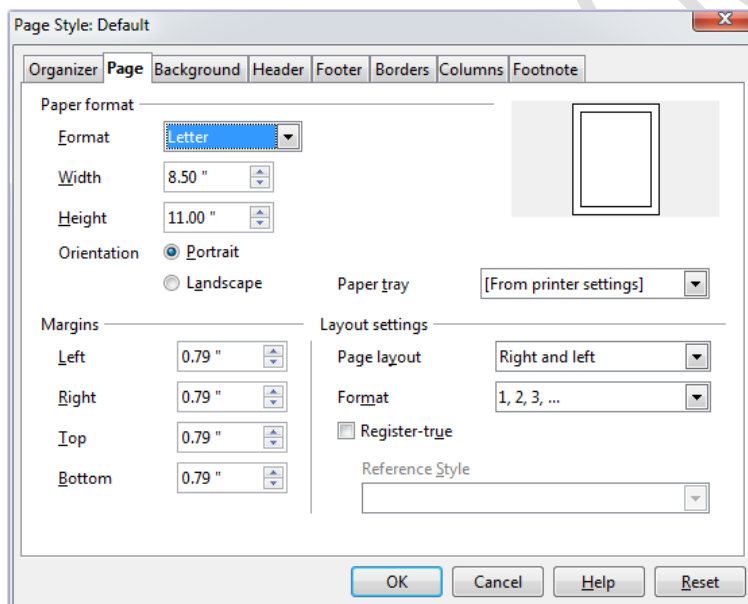 Page Style: Default
Organizer Page Background Header Footer Borders Columns Footnote
Paper format
Format Letter
Width 8.50 "
Height 11.00 "
Orientation Portrait
Landscape Paper tray [From printer settings]
Margins Layout settings
Left 0.79 " Page layout Right and left
Right 0.79 " Format 1, 2, 3, ...
Top 0.79 " Register-true
Bottom 0.79 " Reference Style
OK Cancel Help Reset